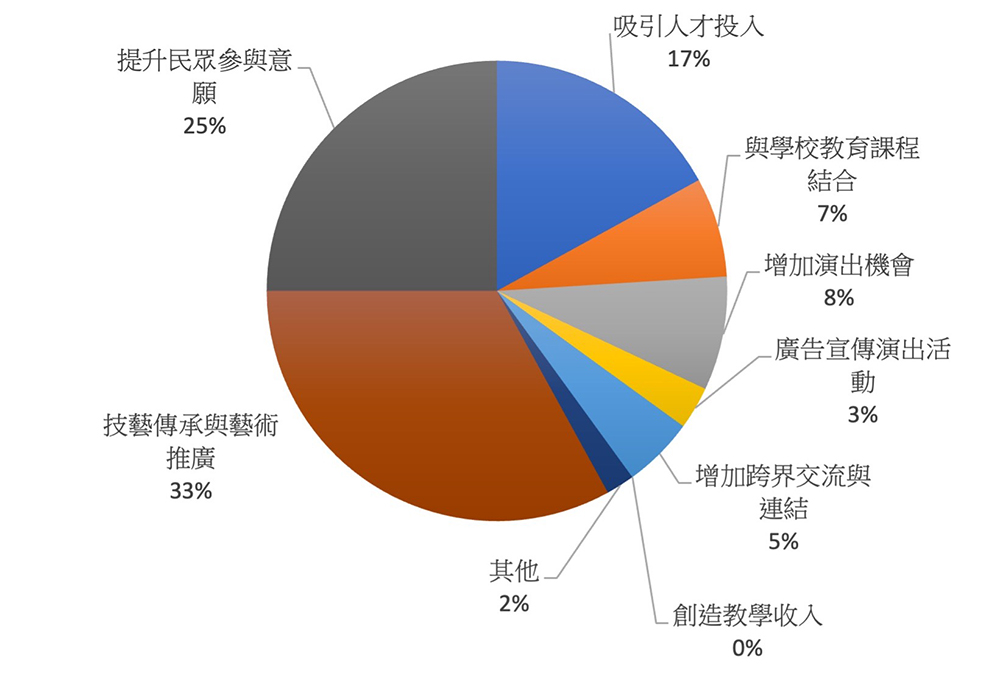 吸引人才投入
17%
與學校教育課程
結合
7%
增加演出機會
8%
廣告宣傳演出活
動
3%
增加跨界交流與
連結
5%
創造教學收入
0%
其他
2%
技藝傳承與藝術
推廣
33%
提升民眾參與意
願
25%